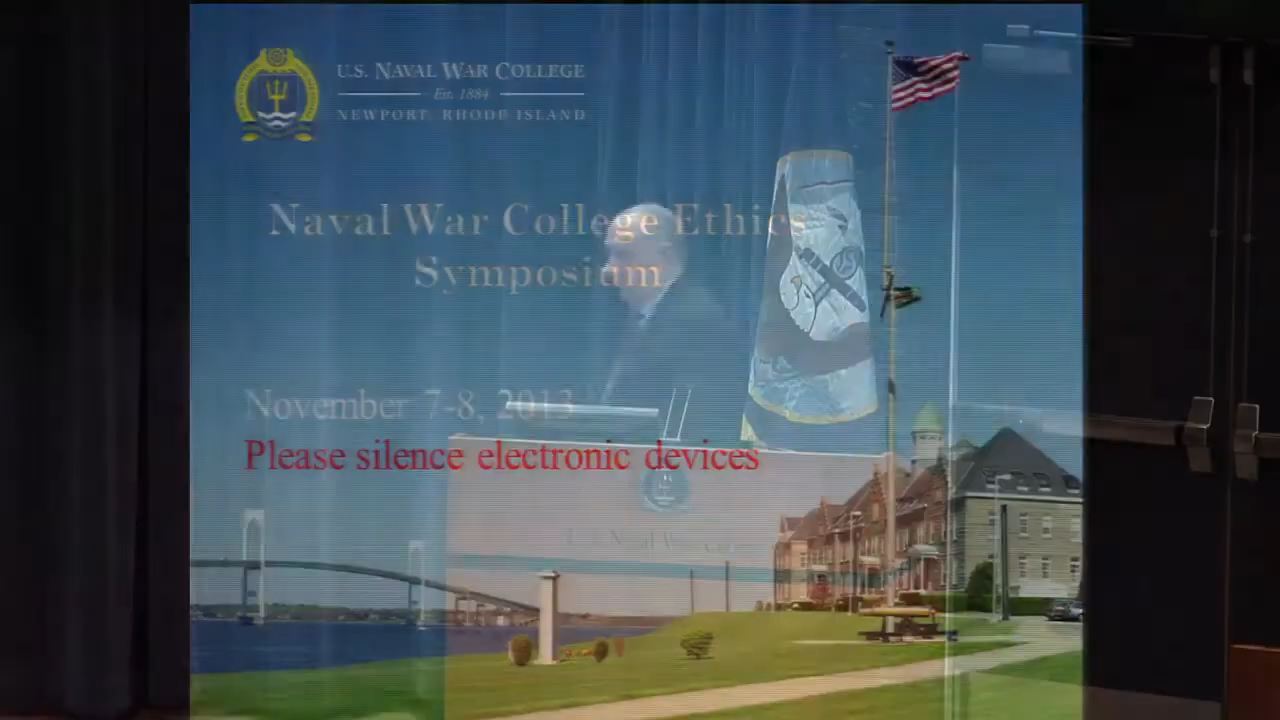 U.S. NAVAL WAR COLLEGE
Est. 1884
NEWPORT, RHODE ISLAND
Naval War College Ethics
Symposium
November 7-8, 2013
Please silence electronic devices